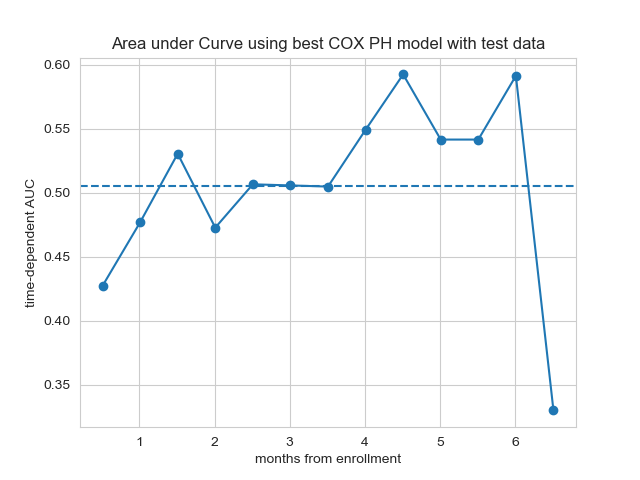 Area under Curve using best COX PH model with test data
0.60
0.55
0.50
0.45
0.40
0.35
time-dependent AUC
1 2 3 4 5 6
months from enrollment